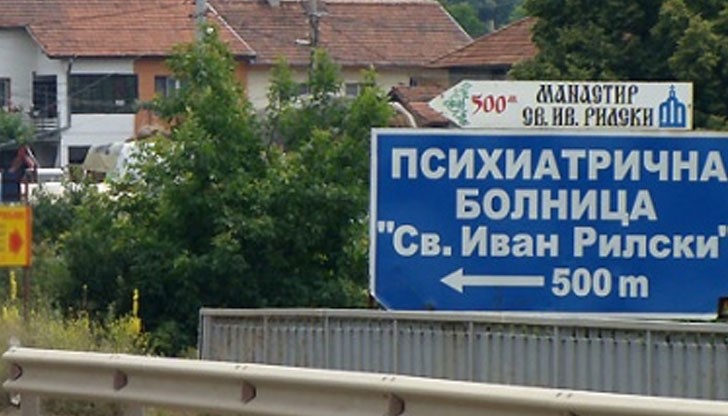 500м МАНАСТИР
СВ. ИВ. РИЛСКИ
ПСИХИАТРИЧНА
БОЛНИЦА
"Св. Иван Рилски"
500 m